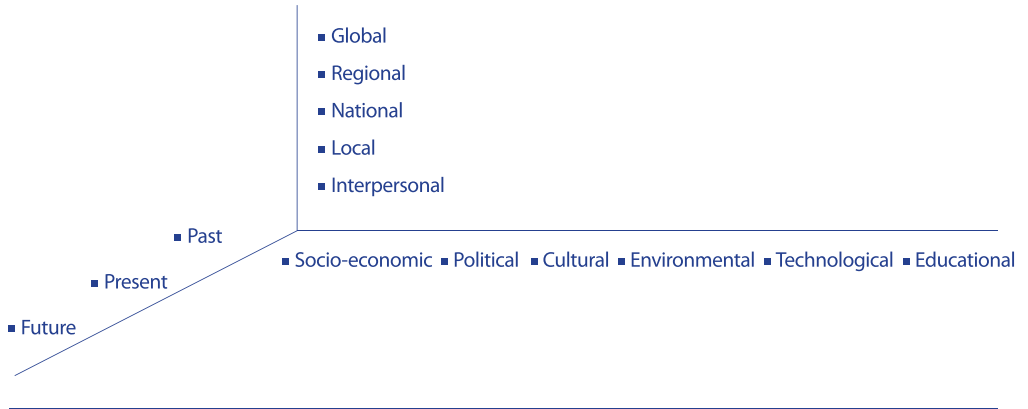 Global
Regional
National
Local
Interpersonal
Past
Present
Future
Socio-economic Political Cultural Environmental Technological Educational